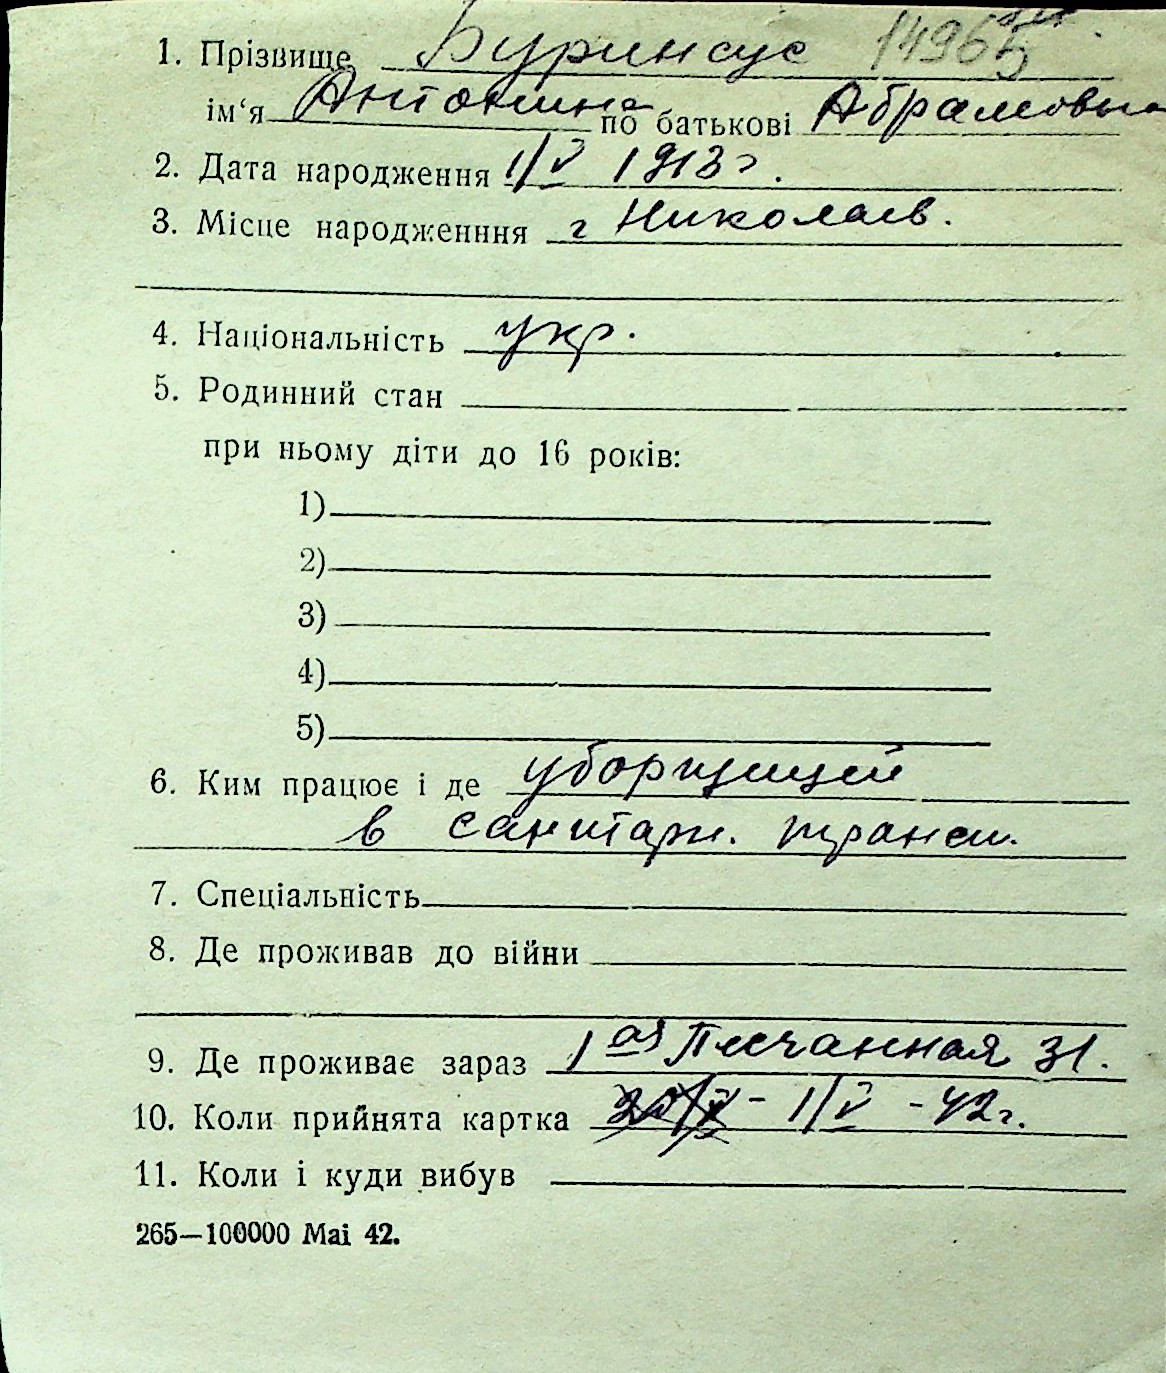 1. Прізвище Буринсус 14965
ім‘я Антонина по батькові Абрамовна
2. Дата народження 1/V 1913 г.
3. Місце народженння г Николаев.
4. Національність укр.
5. Родинний стан
при ньому діти до 16 років:
1)
2)
3)
4)
5)
6. Ким працює і де уборщицей
в санитарн. трансп.
7. Спеціальність
8. Де проживав до війни
9. Де проживає зараз 1ая Песчанная 31.
10. Коли прийнята картка - 1/V - 42г.
11. Коли і куди вибув
265—100000 Mai 42.